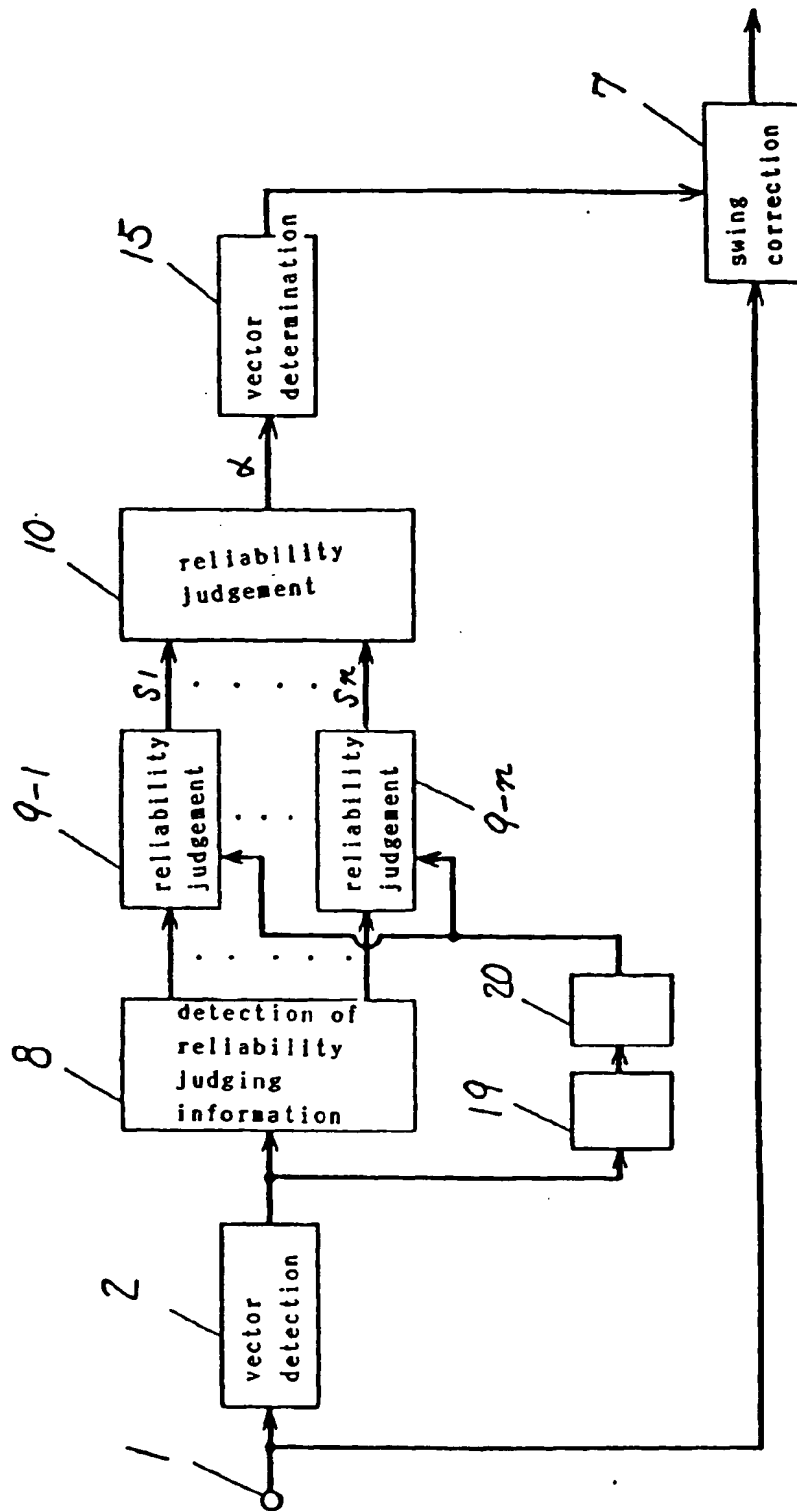 1
2
vector
detection
8
detection of
reliability
judging
information
19
20
9-1
reliability
judgement
9-n
reliability
judgement
S1
Sn
10
reliability
judgement
α
15
vector
determination
7
swing
correction